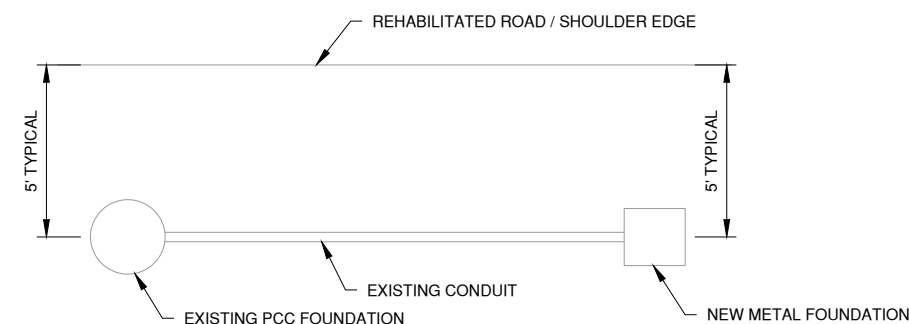 REHABILITATED ROAD / SHOULDER EDGE
5' TYPICAL
5' TYPICAL
EXISTING CONDUIT
EXISTING PCC FOUNDATION
NEW METAL FOUNDATION